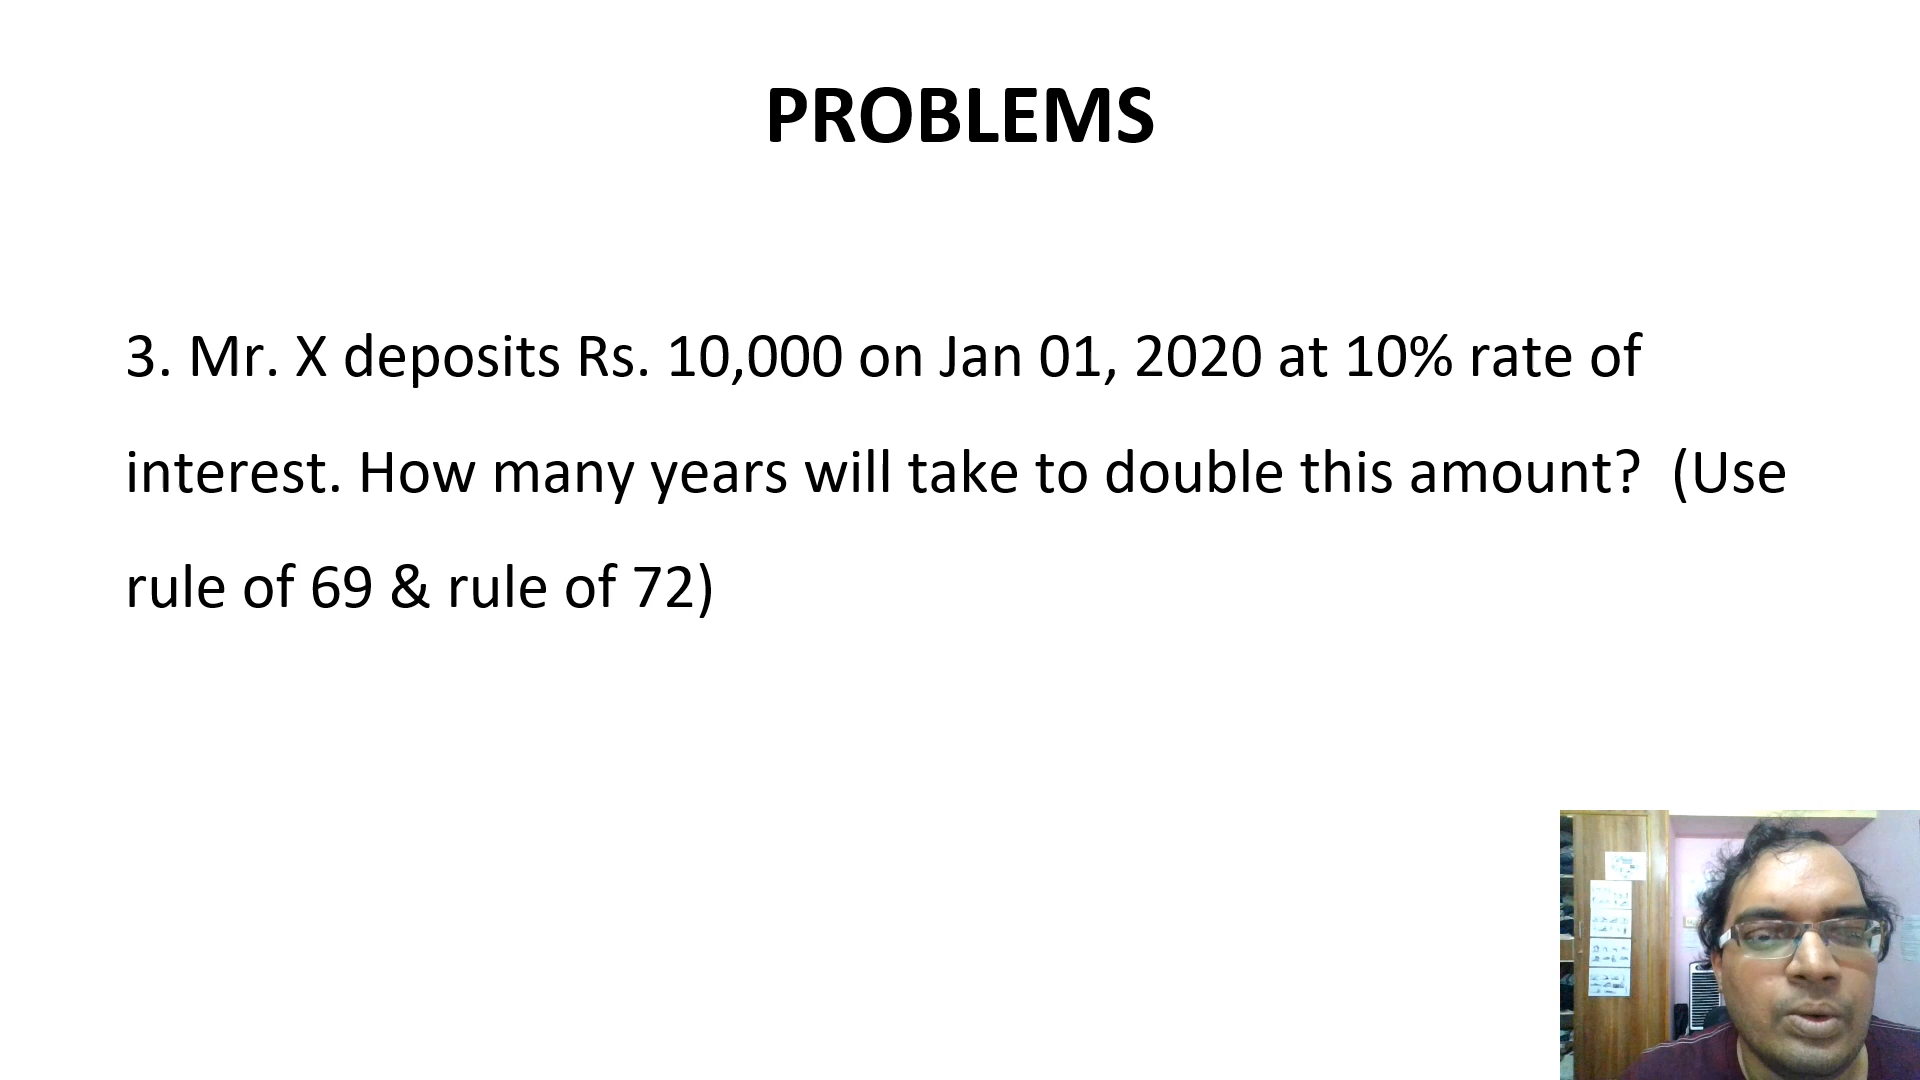 PROBLEMS
3. Mr. X deposits Rs. 10,000 on Jan 01, 2020 at 10% rate of
interest. How many years will take to double this amount?  (Use
rule of 69 & rule of 72)